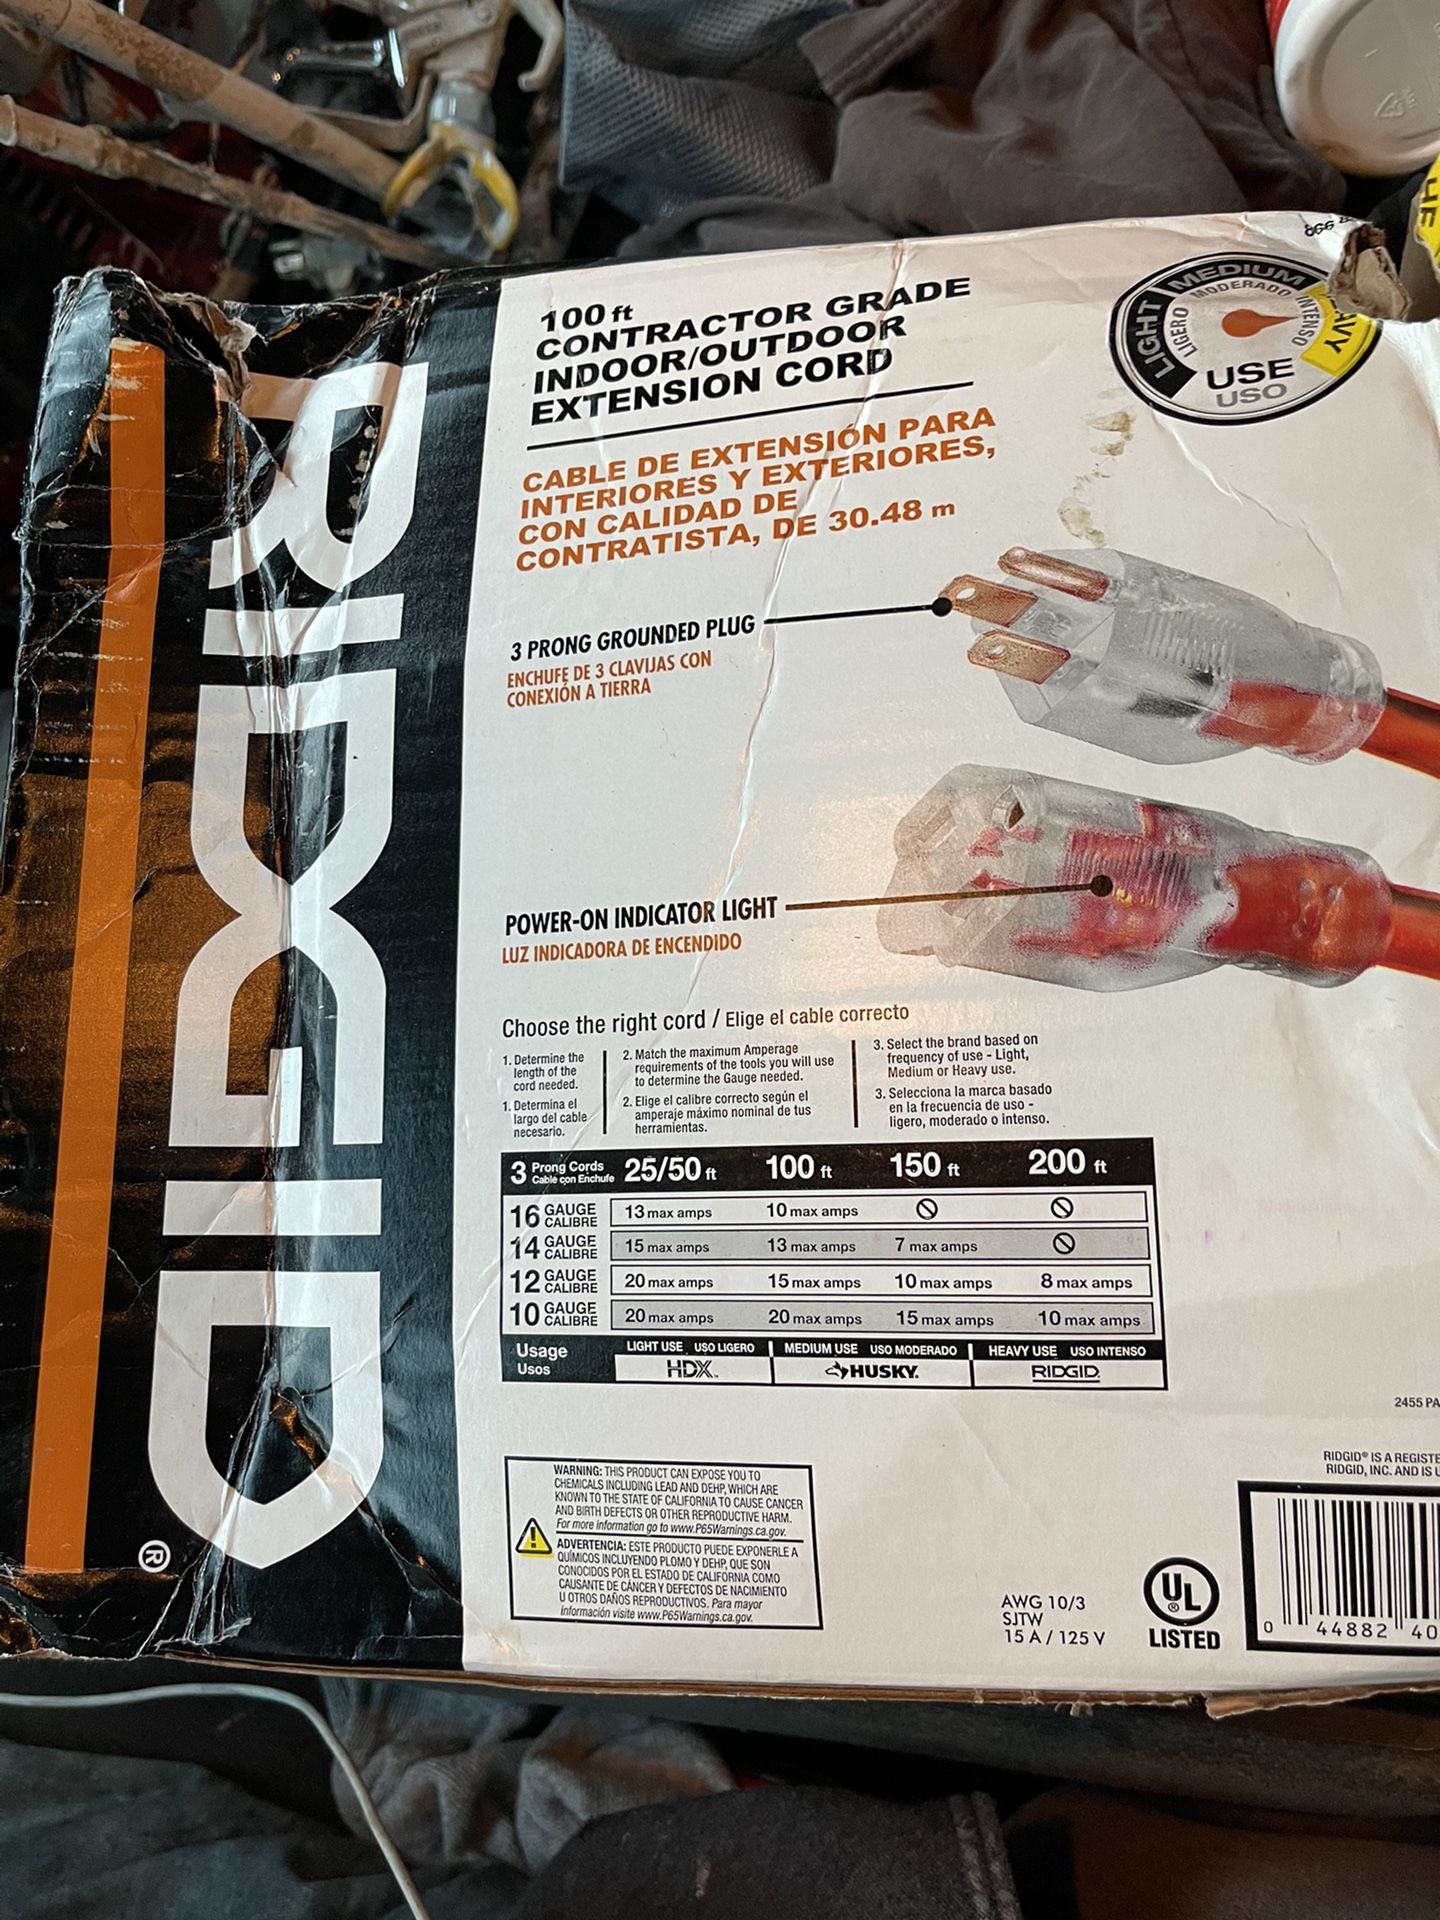 RIDGID
®
100 ft
CONTRACTOR GRADE
INDOOR/OUTDOOR
EXTENSION CORD
CABLE DE EXTENSIÓN PARA
INTERIORES Y EXTERIORES,
CON CALIDAD DE
CONTRATISTA, DE 30.48 m
LIGHT MEDIUM
LIGERO MODERADO INTENSO
USE
USO
3 PRONG GROUNDED PLUG
ENCHUFE DE 3 CLAVIJAS CON
CONEXIÓN A TIERRA
POWER-ON INDICATOR LIGHT
LUZ INDICADORA DE ENCENDIDO
Choose the right cord / Elige el cable correcto
1. Determine the
length of the
cord needed.
1. Determina el
largo del cable
necesario.
2. Match the maximum Amperage
requirements of the tools you will use
to determine the Gauge needed.
2. Elige el calibre correcto según el
amperaje máximo nominal de tus
herramientas.
3. Select the brand based on
frequency of use - Light,
Medium or Heavy use.
3. Selecciona la marca basado
en la frecuencia de uso -
ligero, moderado o intenso.
3 Prong Cords Cable con Enchufe 25/50 ft 100 ft 150 ft 200 ft
16 GAUGE CALIBRE 13 max amps 10 max amps
14 GAUGE CALIBRE 15 max amps 13 max amps 7 max amps
12 GAUGE CALIBRE 20 max amps 15 max amps 10 max amps 8 max amps
10 GAUGE CALIBRE 20 max amps 20 max amps 15 max amps 10 max amps
Usage Usos LIGHT USE USO LIGERO MEDIUM USE USO MODERADO HEAVY USE USO INTENSO
HDX HUSKY RIDGID
2455 PA
RIDGID® IS A REGISTE
RIDGID, INC. AND IS U
WARNING: THIS PRODUCT CAN EXPOSE YOU TO
CHEMICALS INCLUDING LEAD AND DEHP, WHICH ARE
KNOWN TO THE STATE OF CALIFORNIA TO CAUSE CANCER
AND BIRTH DEFECTS OR OTHER REPRODUCTIVE HARM.
For more information go to www.P65Warnings.ca.gov.
ADVERTENCIA: ESTE PRODUCTO PUEDE EXPONERLE A
QUÍMICOS INCLUYENDO PLOMO Y DEHP, QUE SON
CONOCIDOS POR EL ESTADO DE CALIFORNIA COMO
CAUSANTE DE CÁNCER Y DEFECTOS DE NACIMIENTO
U OTROS DAÑOS REPRODUCTIVOS. Para mayor
información visite www.P65Warnings.ca.gov.
AWG 10/3
SJTW
15 A / 125 V
UL ®
LISTED
0 44882 40